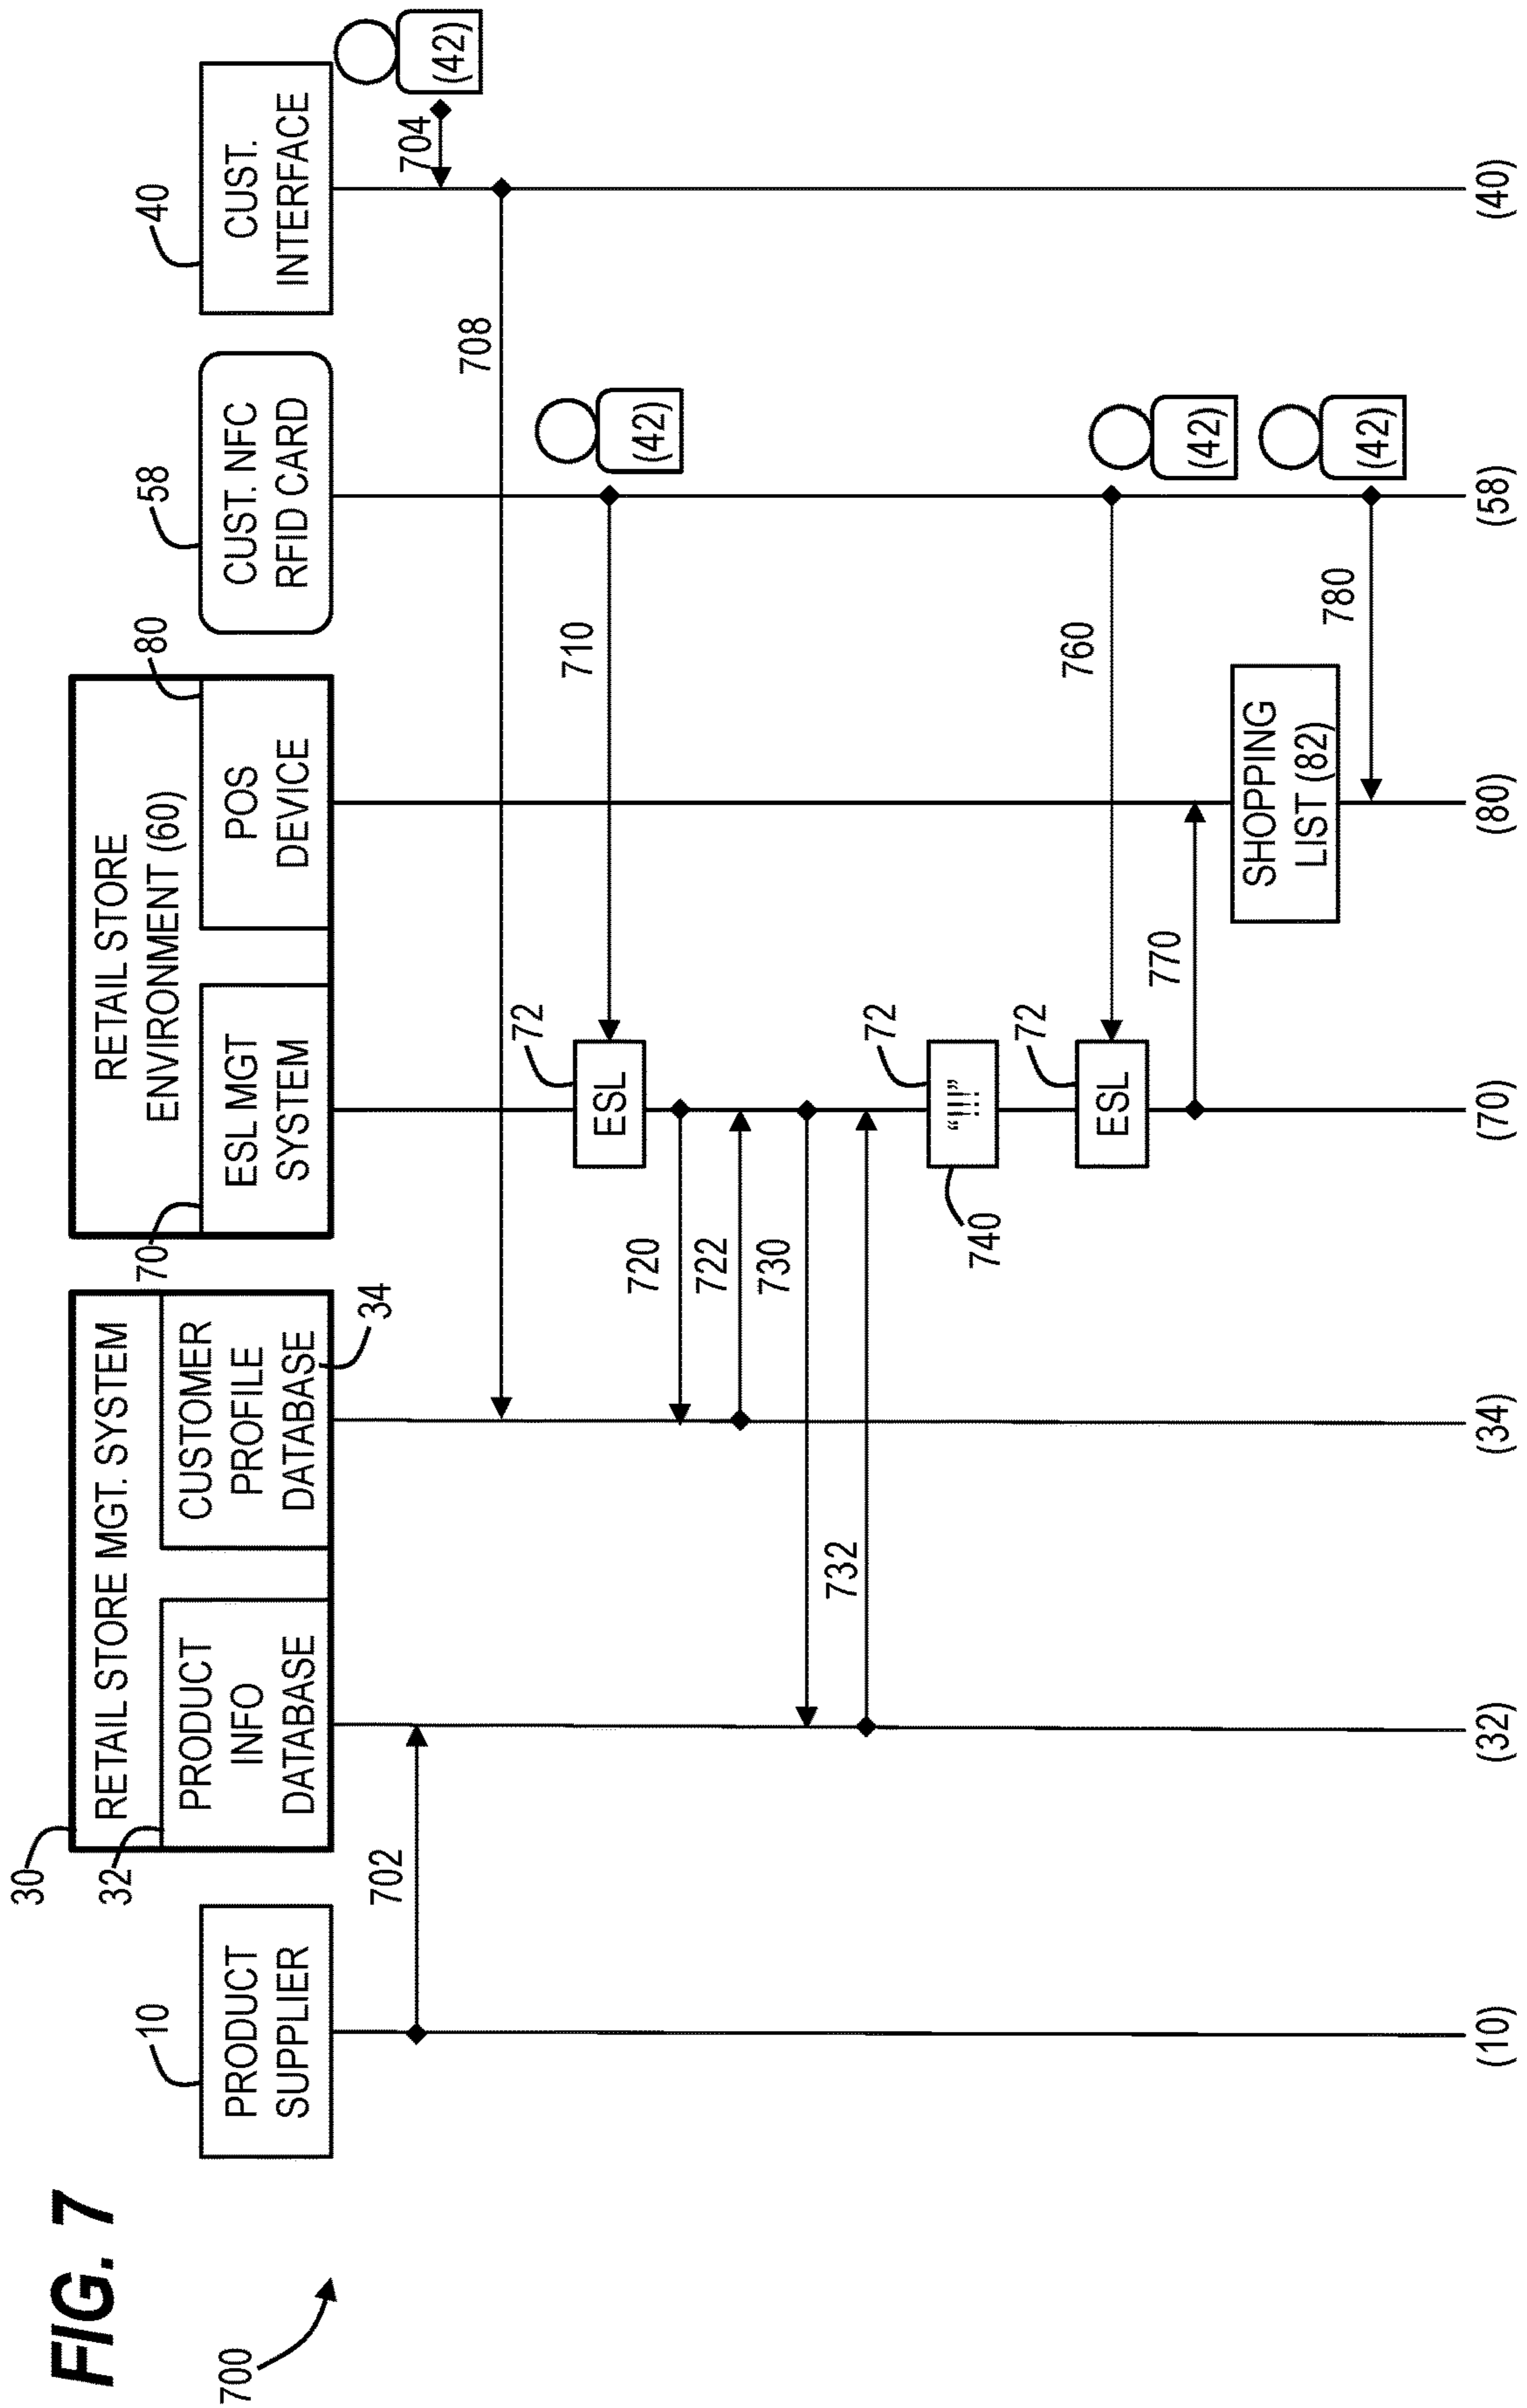 FIG. 7
700
10
PRODUCT
SUPPLIER
30
RETAIL STORE MGT. SYSTEM
32
PRODUCT
INFO
DATABASE
CUSTOMER
PROFILE
DATABASE
34
RETAIL STORE
ENVIRONMENT (60)
70
ESL MGT
SYSTEM
80
POS
DEVICE
58
CUST. NFC
RFID CARD
40
CUST.
INTERFACE
(42)
702
704
708
72
ESL
710
(42)
720
722
730
732
72
“!!!”
740
72
ESL
760
(42)
770
SHOPPING
LIST (82)
780
(42)
(10)
(32)
(34)
(70)
(80)
(58)
(40)